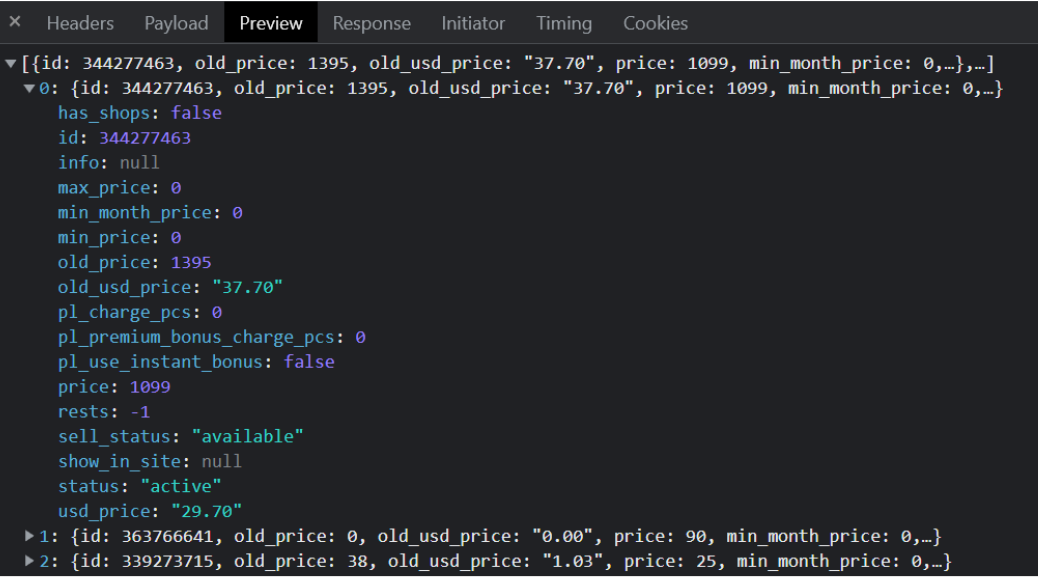 × Headers Payload Preview Response Initiator Timing Cookies
▼[{id: 344277463, old_price: 1395, old_usd_price: "37.70", price: 1099, min_month_price: 0,…},…]
▼0: {id: 344277463, old_price: 1395, old_usd_price: "37.70", price: 1099, min_month_price: 0,…}
has_shops: false
id: 344277463
info: null
max_price: 0
min_month_price: 0
min_price: 0
old_price: 1395
old_usd_price: "37.70"
pl_charge_pcs: 0
pl_premium_bonus_charge_pcs: 0
pl_use_instant_bonus: false
price: 1099
rests: -1
sell_status: "available"
show_in_site: null
status: "active"
usd_price: "29.70"
▶1: {id: 363766641, old_price: 0, old_usd_price: "0.00", price: 90, min_month_price: 0,…}
▶2: {id: 339273715, old_price: 38, old_usd_price: "1.03", price: 25, min_month_price: 0,…}